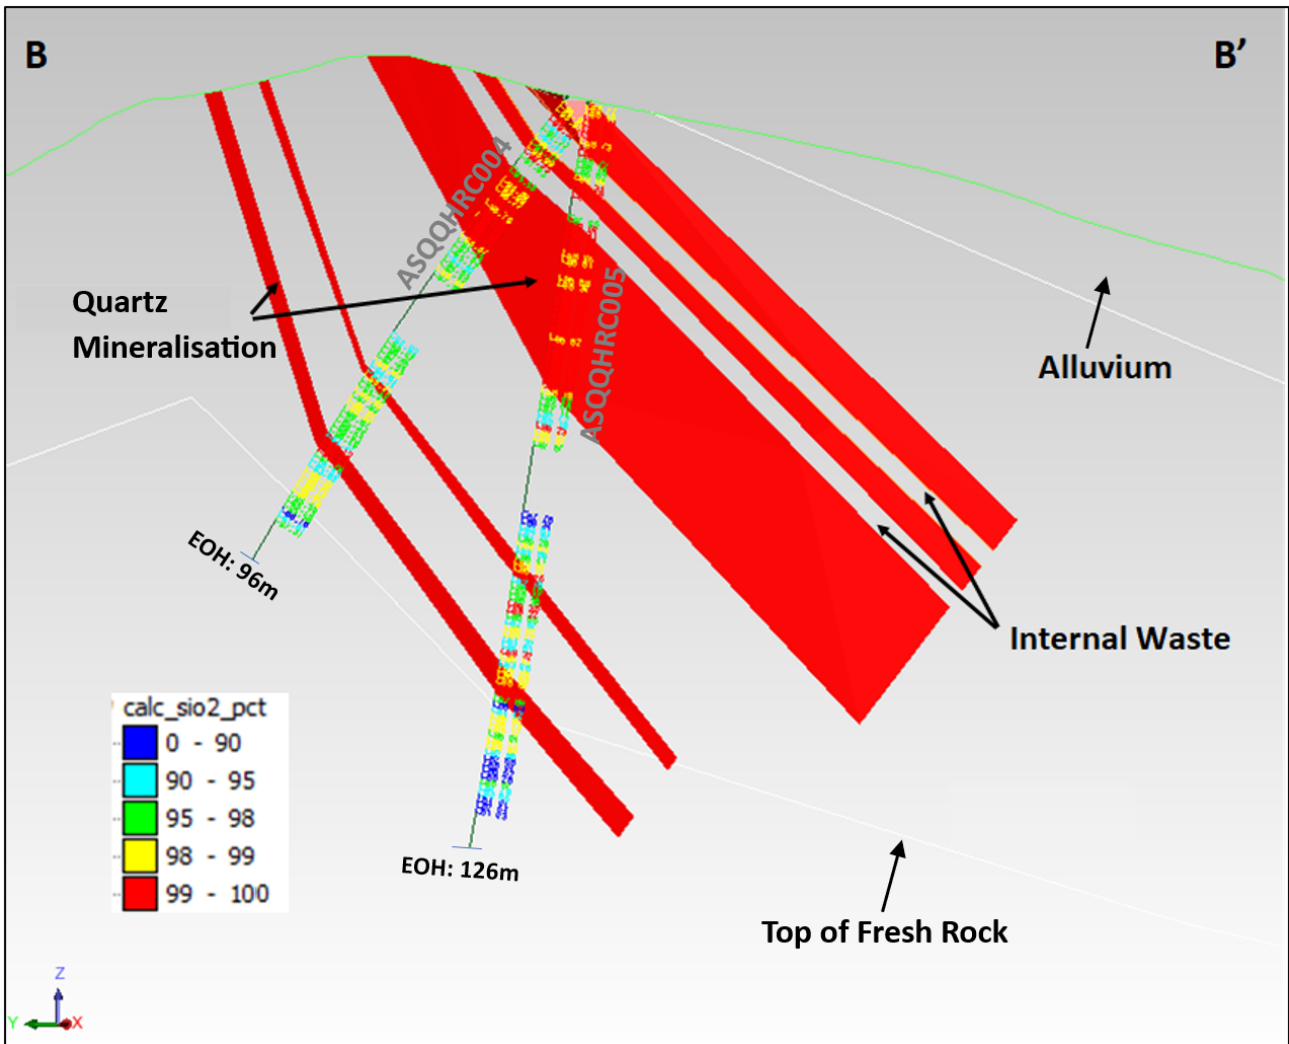 B
B’
ASQQHRC004
ASQQHRC005
Quartz
Mineralisation
Alluvium
EOH: 96m
Internal Waste
calc_sio2_pct
0 - 90
90 - 95
95 - 98
98 - 99
99 - 100
EOH: 126m
Top of Fresh Rock
Z
Y
X